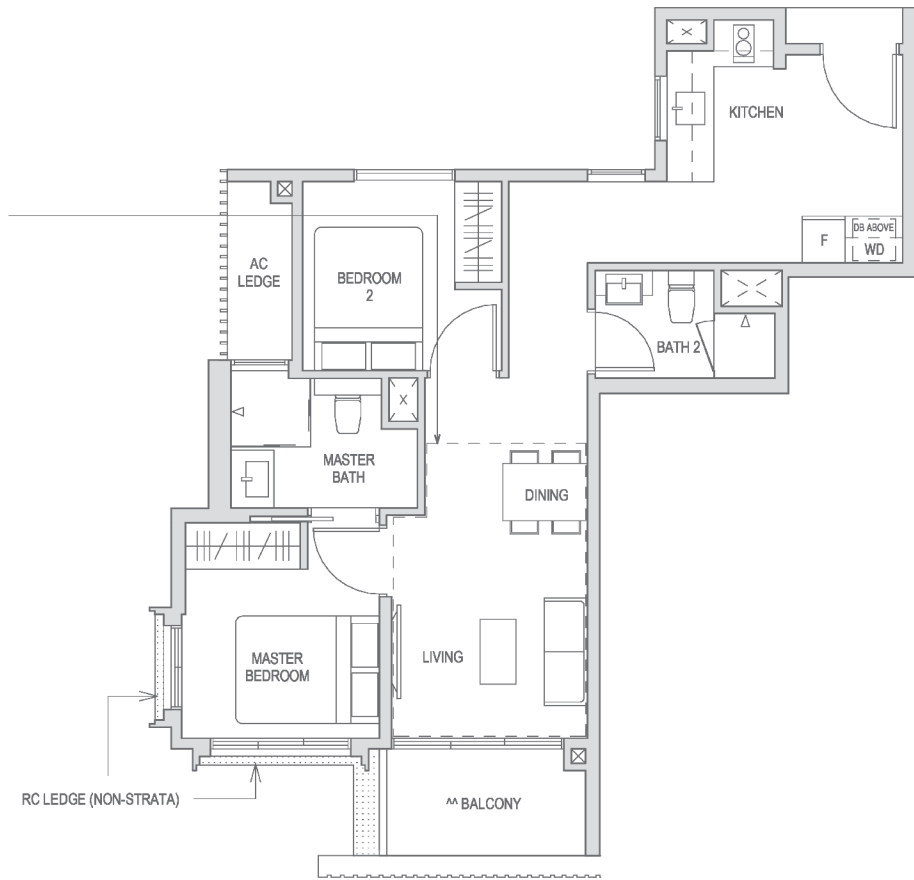 KITCHEN
DB ABOVE
F
WD
AC
LEDGE
BEDROOM
2
BATH 2
MASTER
BATH
DINING
LIVING
MASTER
BEDROOM
RC LEDGE (NON-STRATA)
^^ BALCONY